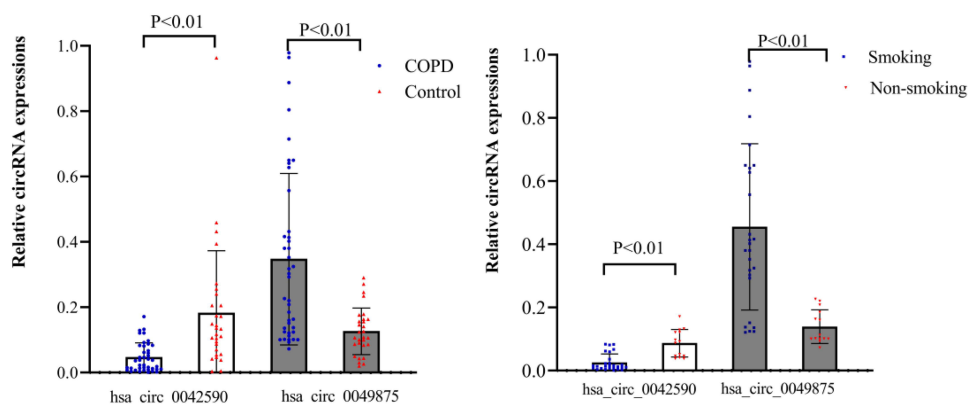 P<0.01
P<0.01
COPD
Control
Relative circRNA expressions
1.0
0.8
0.6
0.4
0.2
0.0
hsa_circ_0042590
hsa_circ_0049875
P<0.01
P<0.01
Smoking
Non-smoking
Relative circRNA expressions
1.0
0.8
0.6
0.4
0.2
0.0
hsa_circ_0042590
hsa_circ_0049875